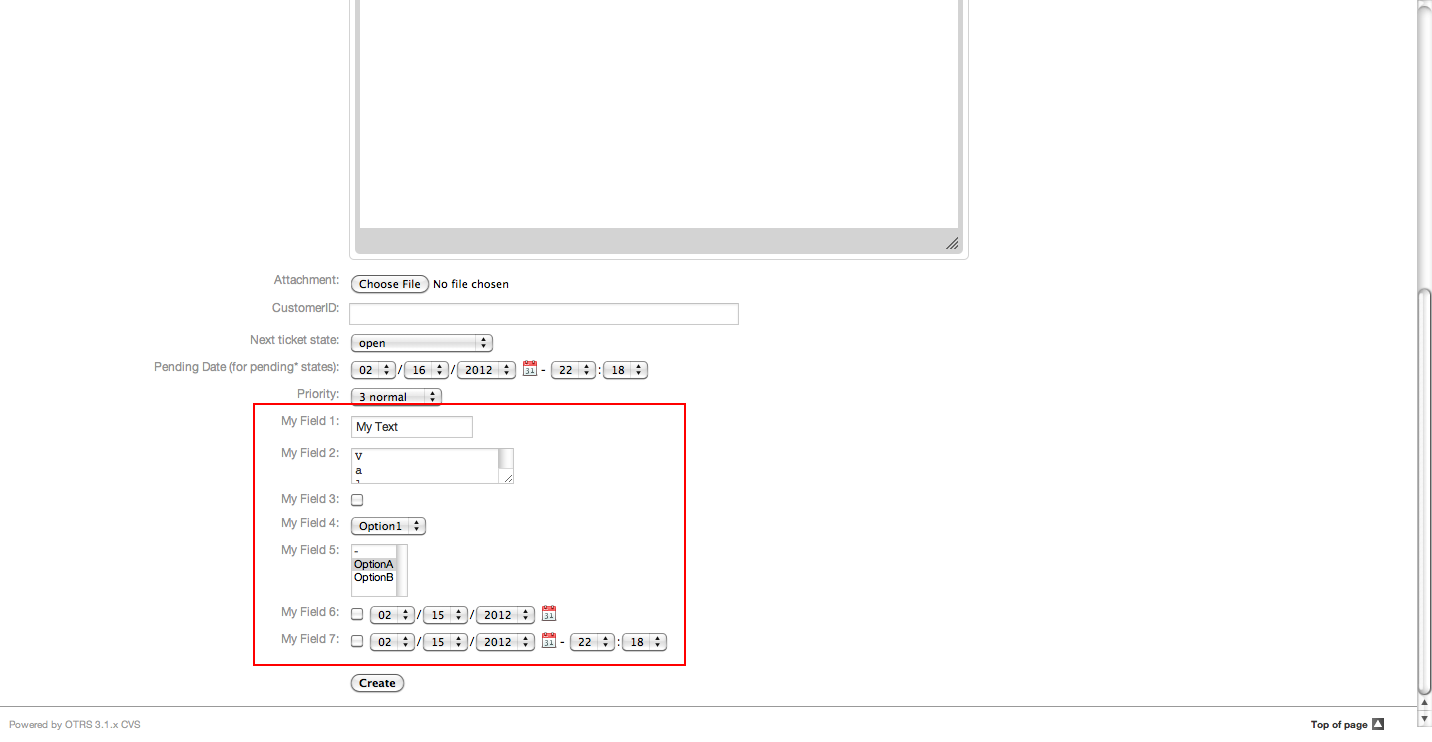 Attachment: Choose File No file chosen
CustomerID:
Next ticket state: open
Pending Date (for pending* states): 02 / 16 / 2012 31 - 22 : 18
Priority: 3 normal
My Field 1: My Text
My Field 2: V
a
My Field 3:
My Field 4: Option1
My Field 5: -
OptionA
OptionB
My Field 6: 02 / 15 / 2012 31
My Field 7: 02 / 15 / 2012 31 - 22 : 18
Create
Powered by OTRS 3.1.x CVS Top of page